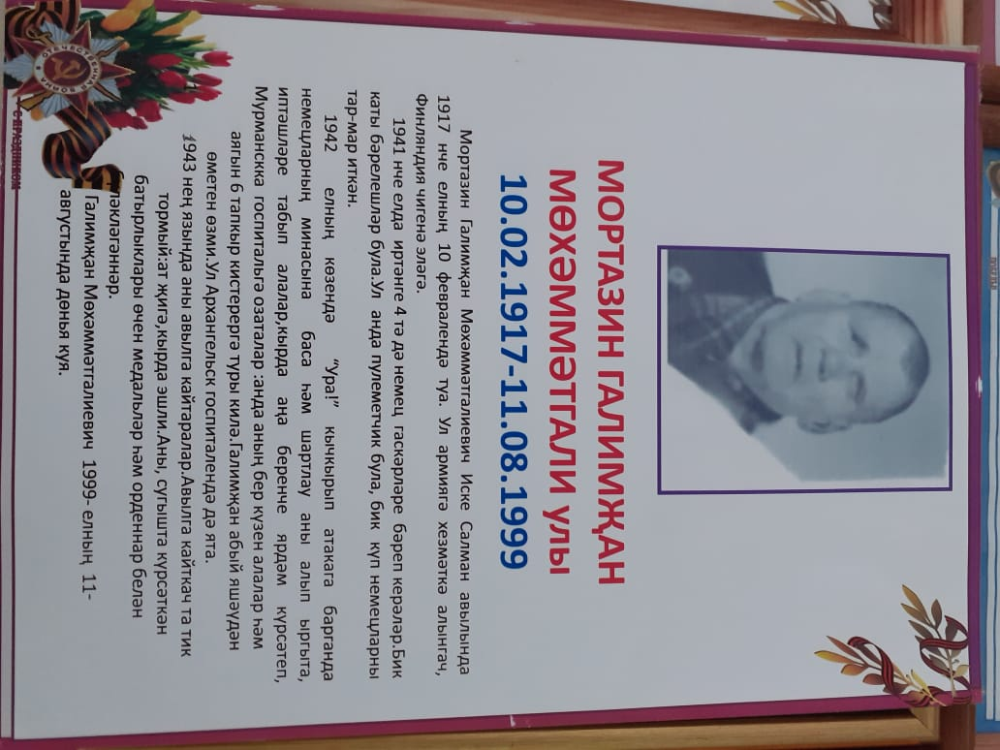 МОРТАЗИН ГАЛИМҖАН
МӨХӘММӘТГАЛИ улы
10.02.1917-11.08.1999
Мортазин Галимҗан Мөхәммәтгалиевич Иске Салман авылында
1917 нче елның 10 февралендә туа. Ул армиягә хезмәткә алынгач,
Финляндия чигенә эләгә.
1941 нче елда иртәнге 4 тә дә немец гаскәрләре бәреп керәләр.Бик
каты бәрелешләр була.Ул анда пулеметчик була, бик күп немецларны
тар-мар иткән.
1942 елның көзендә "Ура!" кычкырып атакага барганда
немецларның минасына баса һәм шартлау аны алып ыргыта,
иптәшләре табып алалар,кырда аңа беренче ярдәм күрсәтеп,
Мурманскка госпитальгә озаталар :анда аның бер күзен алалар һәм
аягын 6 тапкыр кистерергә туры килә.Галимҗан абый яшәүдән
өметен өзми.Ул Архангельск госпиталендә дә ята.
1943 нең язында аны авылга кайтаралар.Авылга кайткач та тик
тормый:ат җигә,кырда эшли.Аны, сугышта күрсәткән
батырлыклары өчен медальләр һәм орденнар белән
ләкләгәннәр.
Галимҗан Мөхәммәтгалиевич 1999- елның 11-
августында дөнья куя.
ОТЕЧЕСТВЕННАЯ ВОЙНА
С ПРАЗДНИКОМ